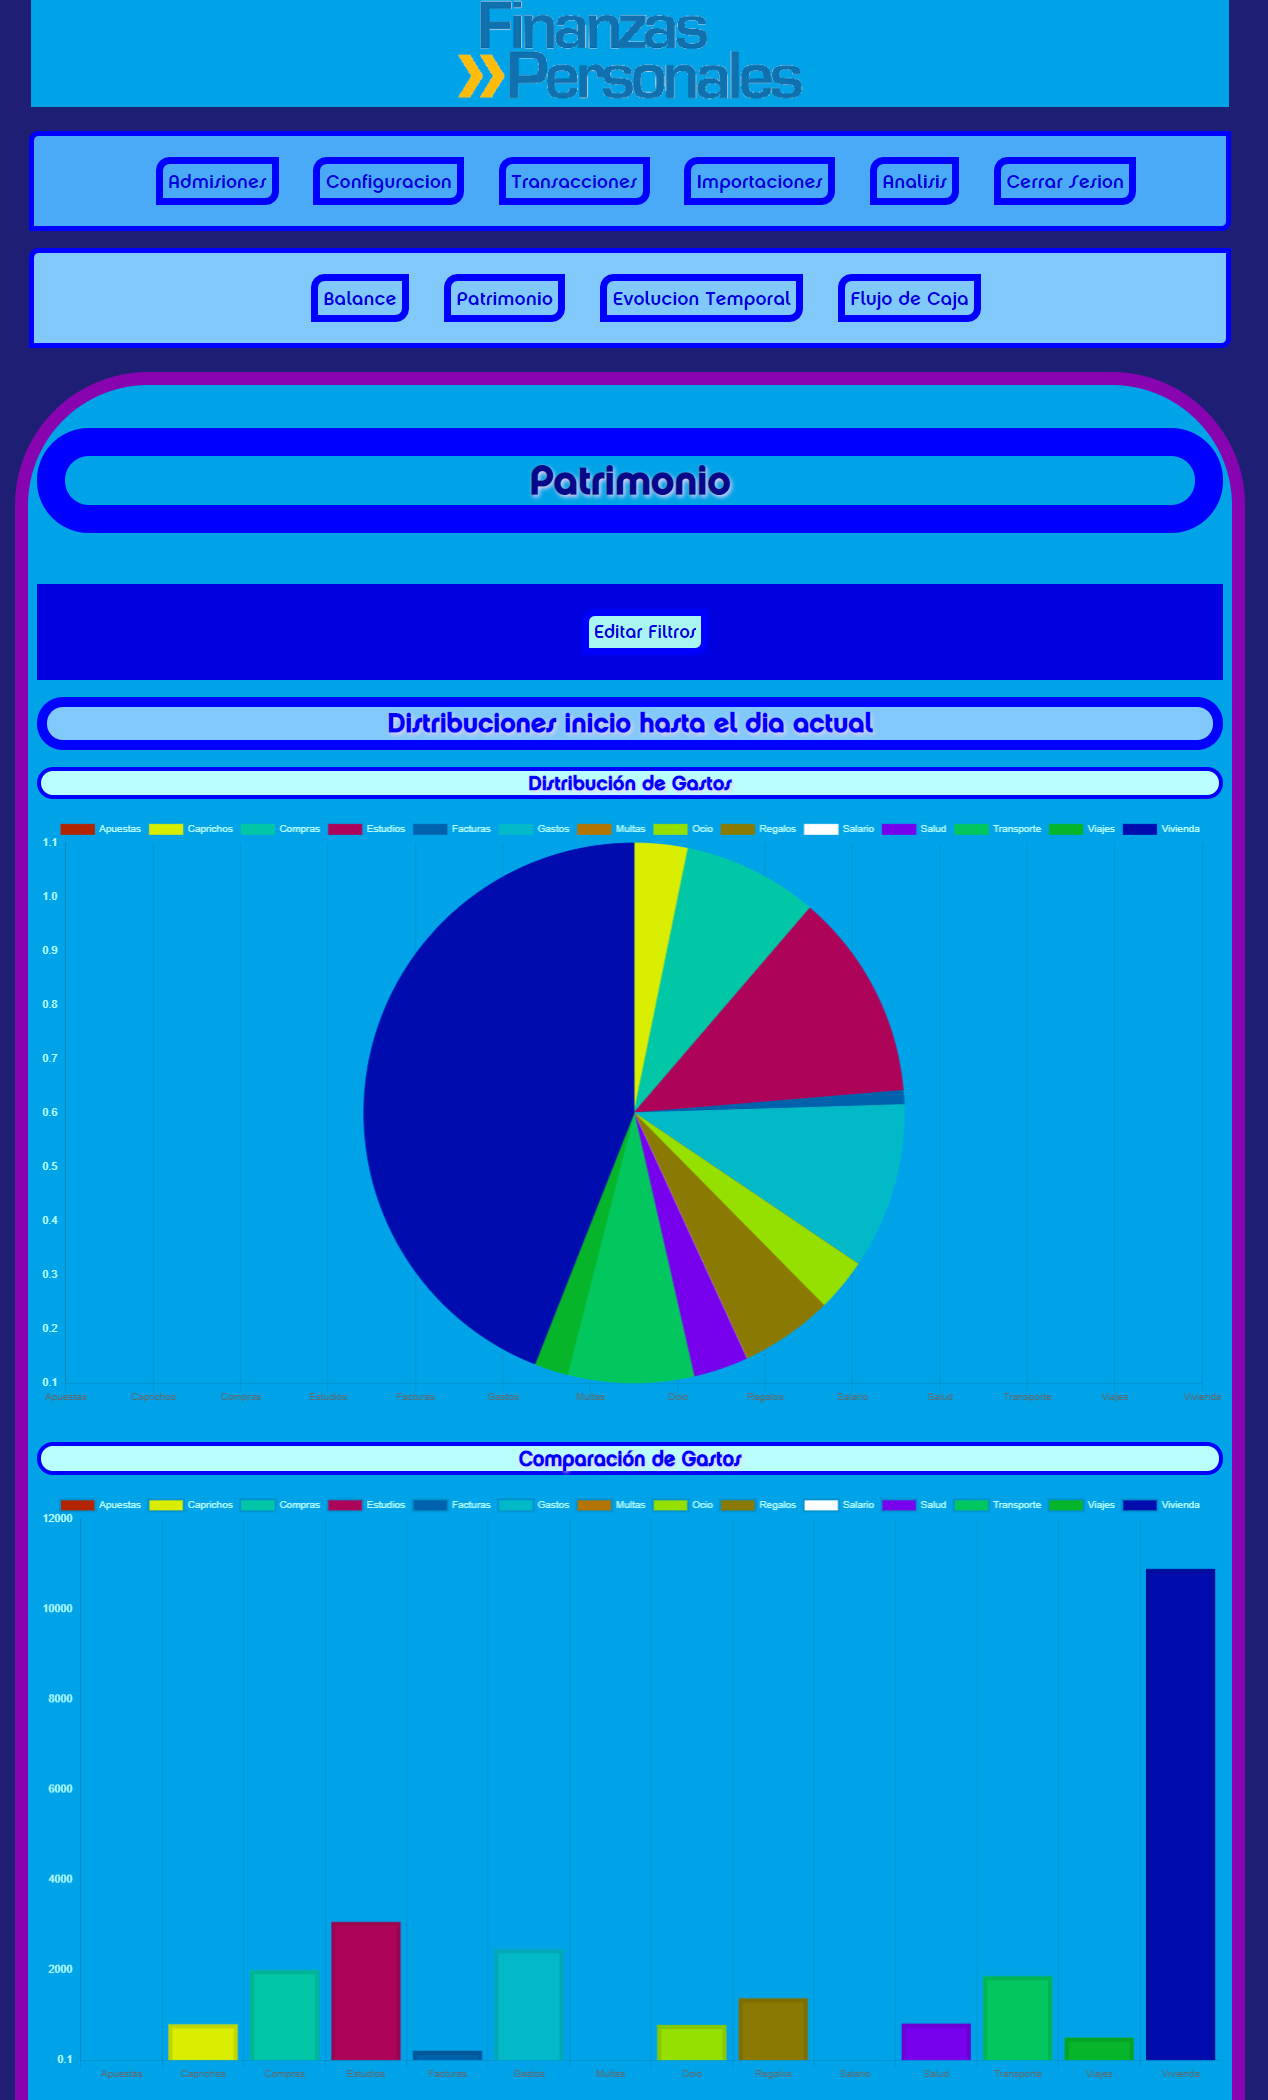 Finanzas
Personales
Admisiones Configuracion Transacciones Importaciones Analisis Cerrar Sesion
Balance Patrimonio Evolucion Temporal Flujo de Caja
Patrimonio
Editar Filtros
Distribuciones inicio hasta el dia actual
Distribución de Gastos
Apuestas Caprichos Compras Estudios Facturas Gastos Multas Ocio Regalos Salario Salud Transporte Viajes Vivienda
1.1
1.0
0.9
0.8
0.7
0.6
0.5
0.4
0.3
0.2
0.1
Apuestas Caprichos Compras Estudios Facturas Gastos Multas Ocio Regalos Salario Salud Transporte Viajes Vivienda
Comparación de Gastos
Apuestas Caprichos Compras Estudios Facturas Gastos Multas Ocio Regalos Salario Salud Transporte Viajes Vivienda
12000
10000
8000
6000
4000
2000
0.1
Apuestas Caprichos Compras Estudios Facturas Gastos Multas Ocio Regalos Salario Salud Transporte Viajes Vivienda